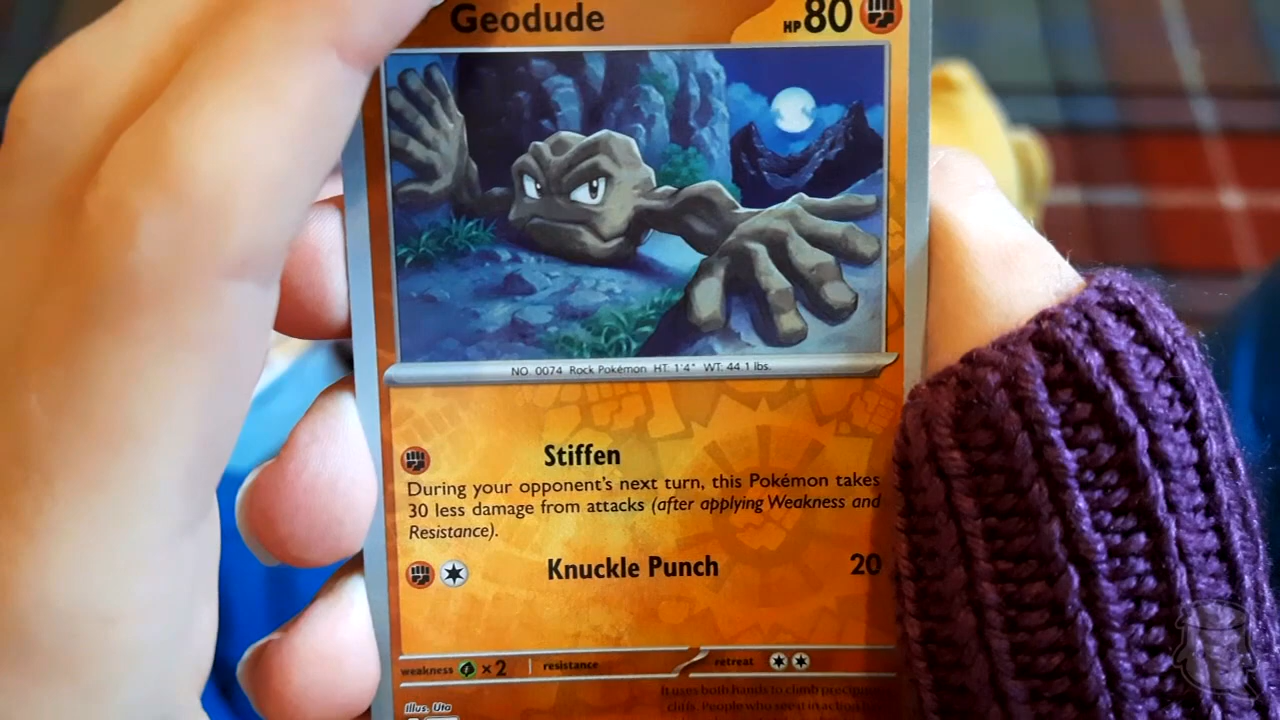 Geodude HP 80
NO. 0074 Rock Pokémon HT: 1'4" WT: 44.1 lbs.
Stiffen
During your opponent's next turn, this Pokémon takes
30 less damage from attacks (after applying Weakness and
Resistance).
Knuckle Punch 20
weakness ×2 resistance retreat
Illus. Uta
It uses both hands to climb
cliffs. People who see it in action